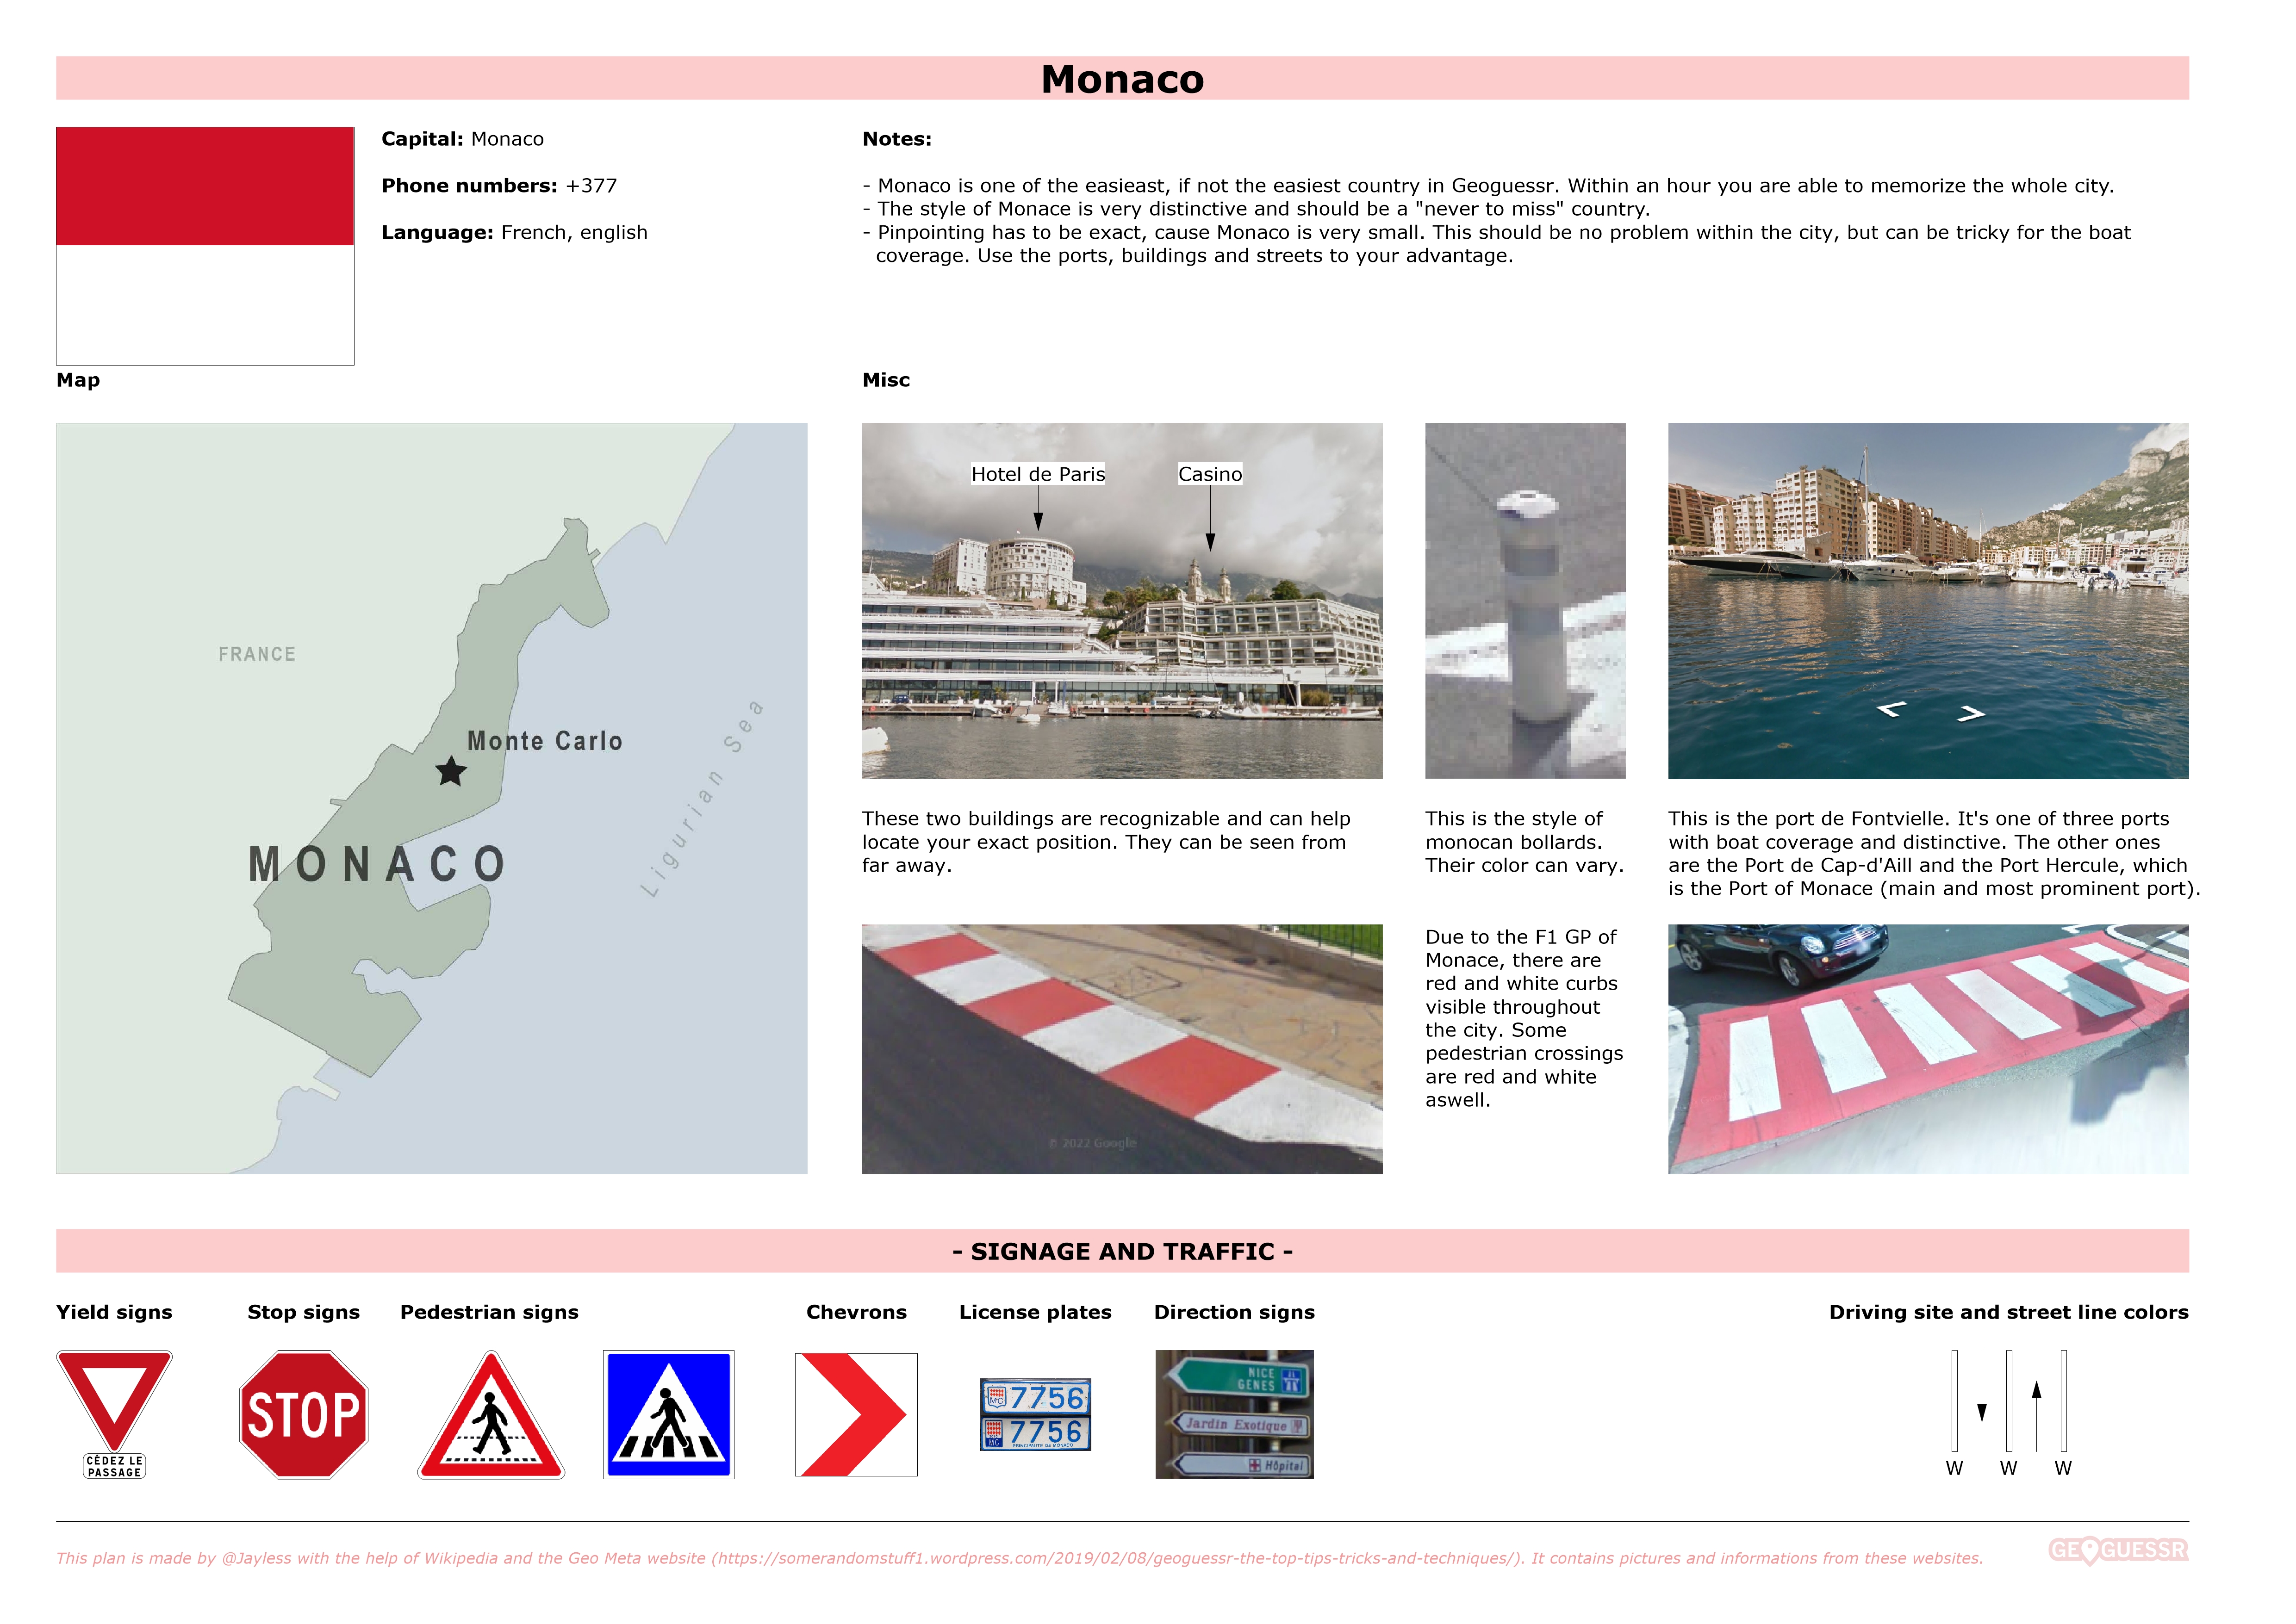 Monaco
Capital: Monaco
Phone numbers: +377
Language: French, english
Notes:
- Monaco is one of the easieast, if not the easiest country in Geoguessr. Within an hour you are able to memorize the whole city.
- The style of Monace is very distinctive and should be a "never to miss" country.
- Pinpointing has to be exact, cause Monaco is very small. This should be no problem within the city, but can be tricky for the boat
coverage. Use the ports, buildings and streets to your advantage.
Map
FRANCE
Monte Carlo
MONACO
Ligurian Sea
Misc
Hotel de Paris
Casino
These two buildings are recognizable and can help
locate your exact position. They can be seen from
far away.
This is the style of
monocan bollards.
Their color can vary.
This is the port de Fontvielle. It's one of three ports
with boat coverage and distinctive. The other ones
are the Port de Cap-d'Aill and the Port Hercule, which
is the Port of Monace (main and most prominent port).
© 2022 Google
Due to the F1 GP of
Monace, there are
red and white curbs
visible throughout
the city. Some
pedestrian crossings
are red and white
aswell.
- SIGNAGE AND TRAFFIC -
Yield signs
CÉDEZ LE
PASSAGE
Stop signs
STOP
Pedestrian signs
Chevrons
License plates
MC 7756
MC 7756
PRINCIPAUTE DE MONACO
Direction signs
NICE
GENES
Jardin Exotique
Hôpital
Driving site and street line colors
W W W
This plan is made by @Jayless with the help of Wikipedia and the Geo Meta website (https://somerandomstuff1.wordpress.com/2019/02/08/geoguessr-the-top-tips-tricks-and-techniques/). It contains pictures and informations from these websites.
GEOGUESSR